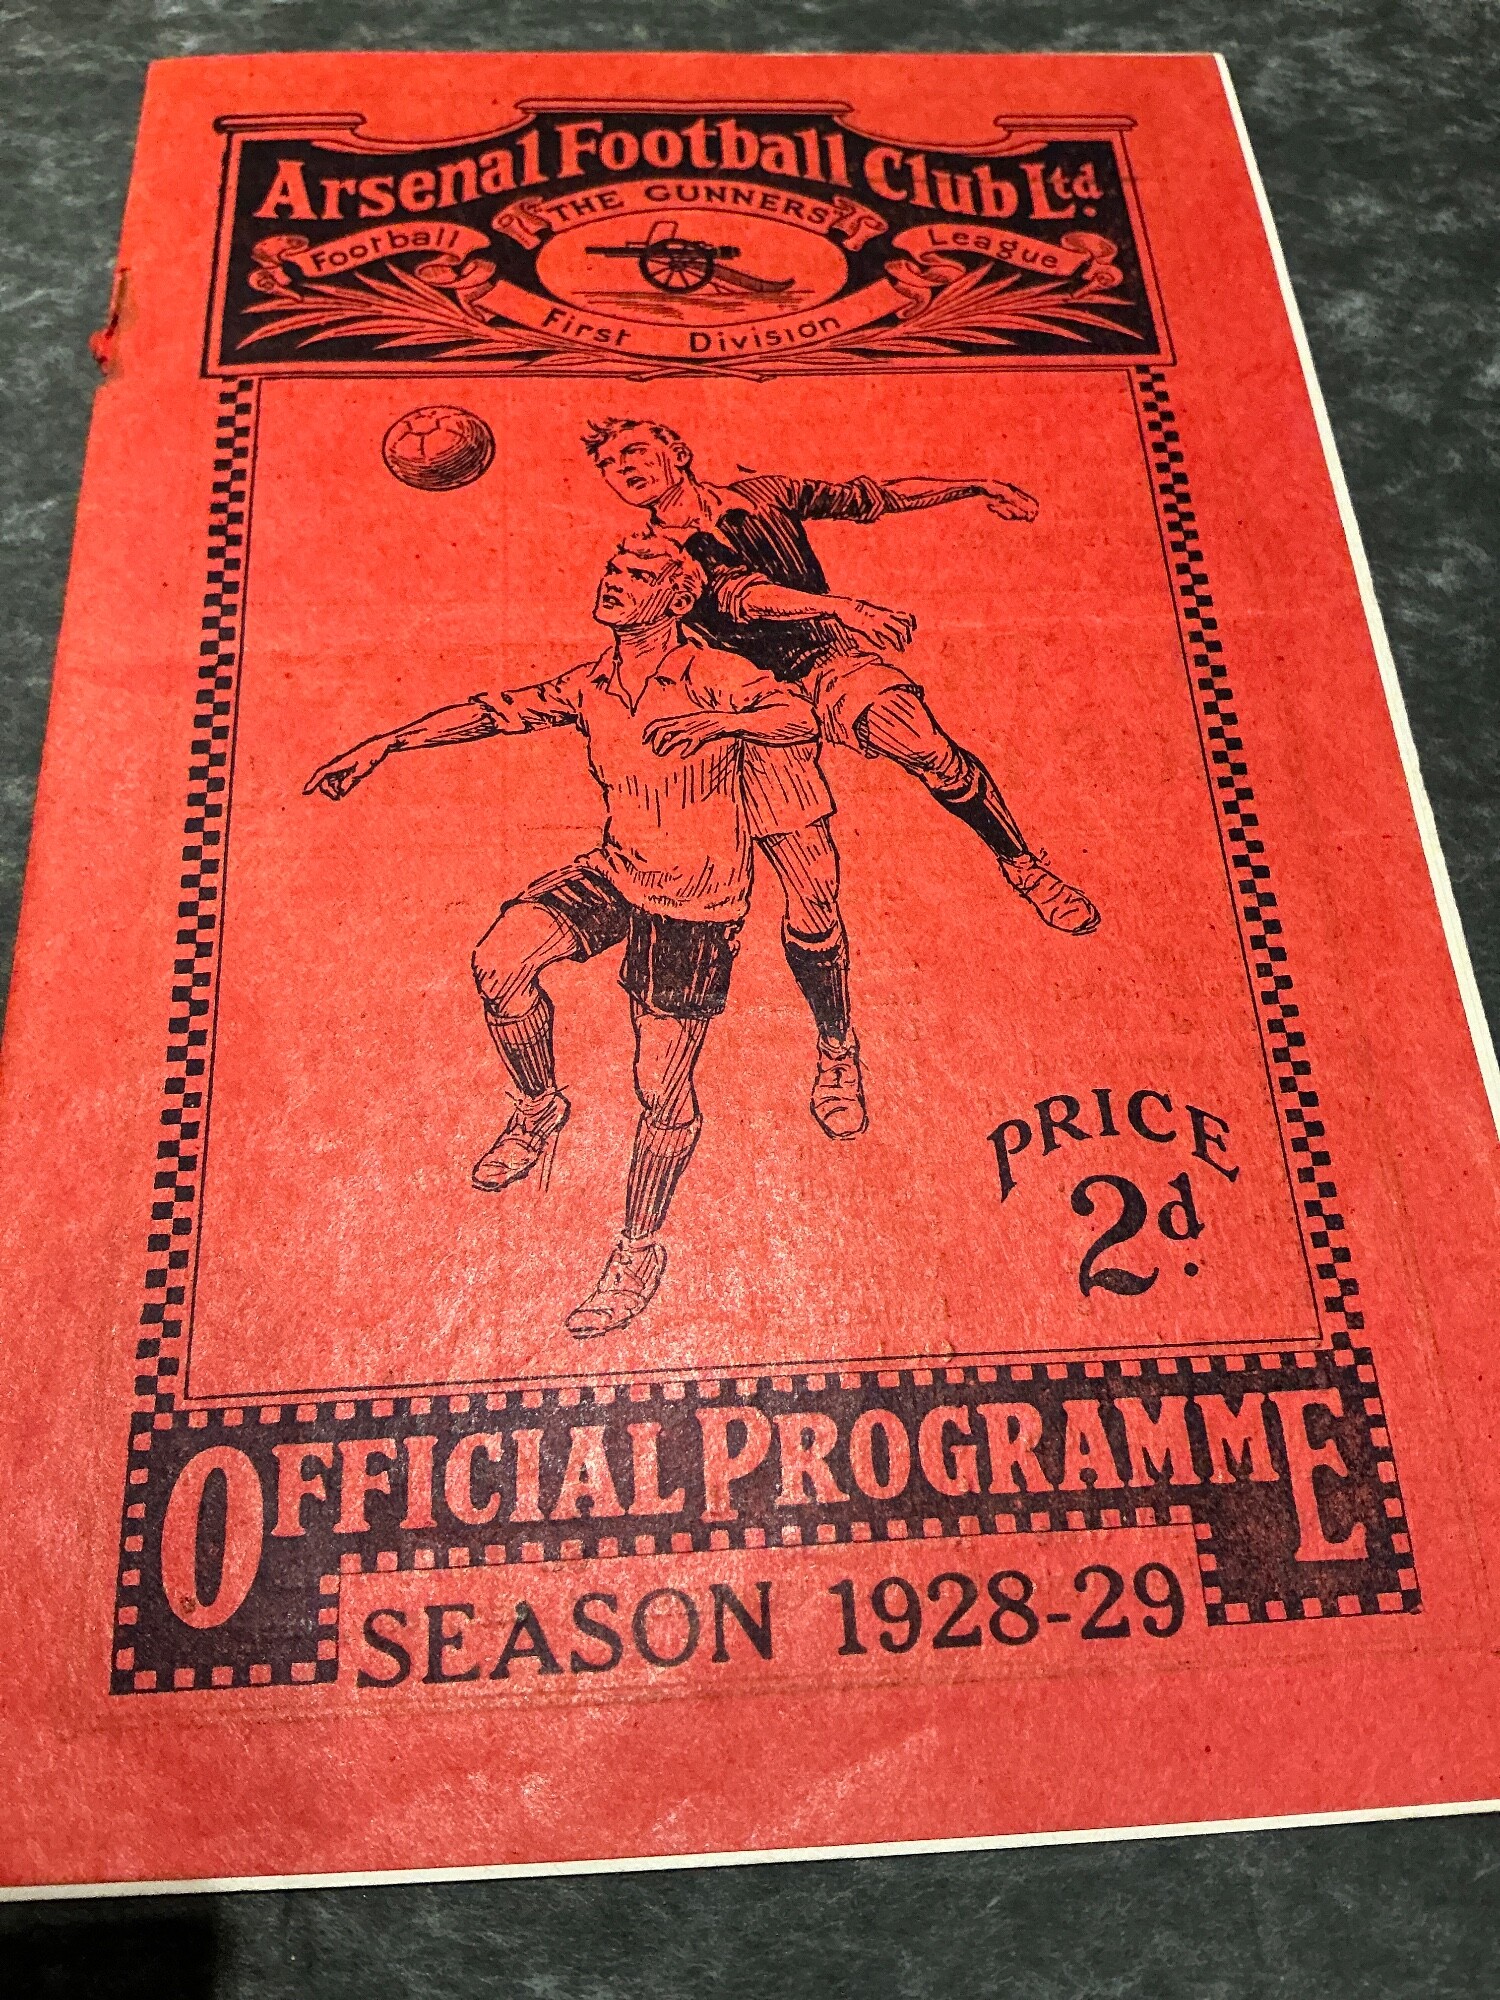 Arsenal Football Club Ltd.
THE GUNNERS
Football League
First Division
PRICE
2d.
OFFICIAL PROGRAMME
SEASON 1928-29